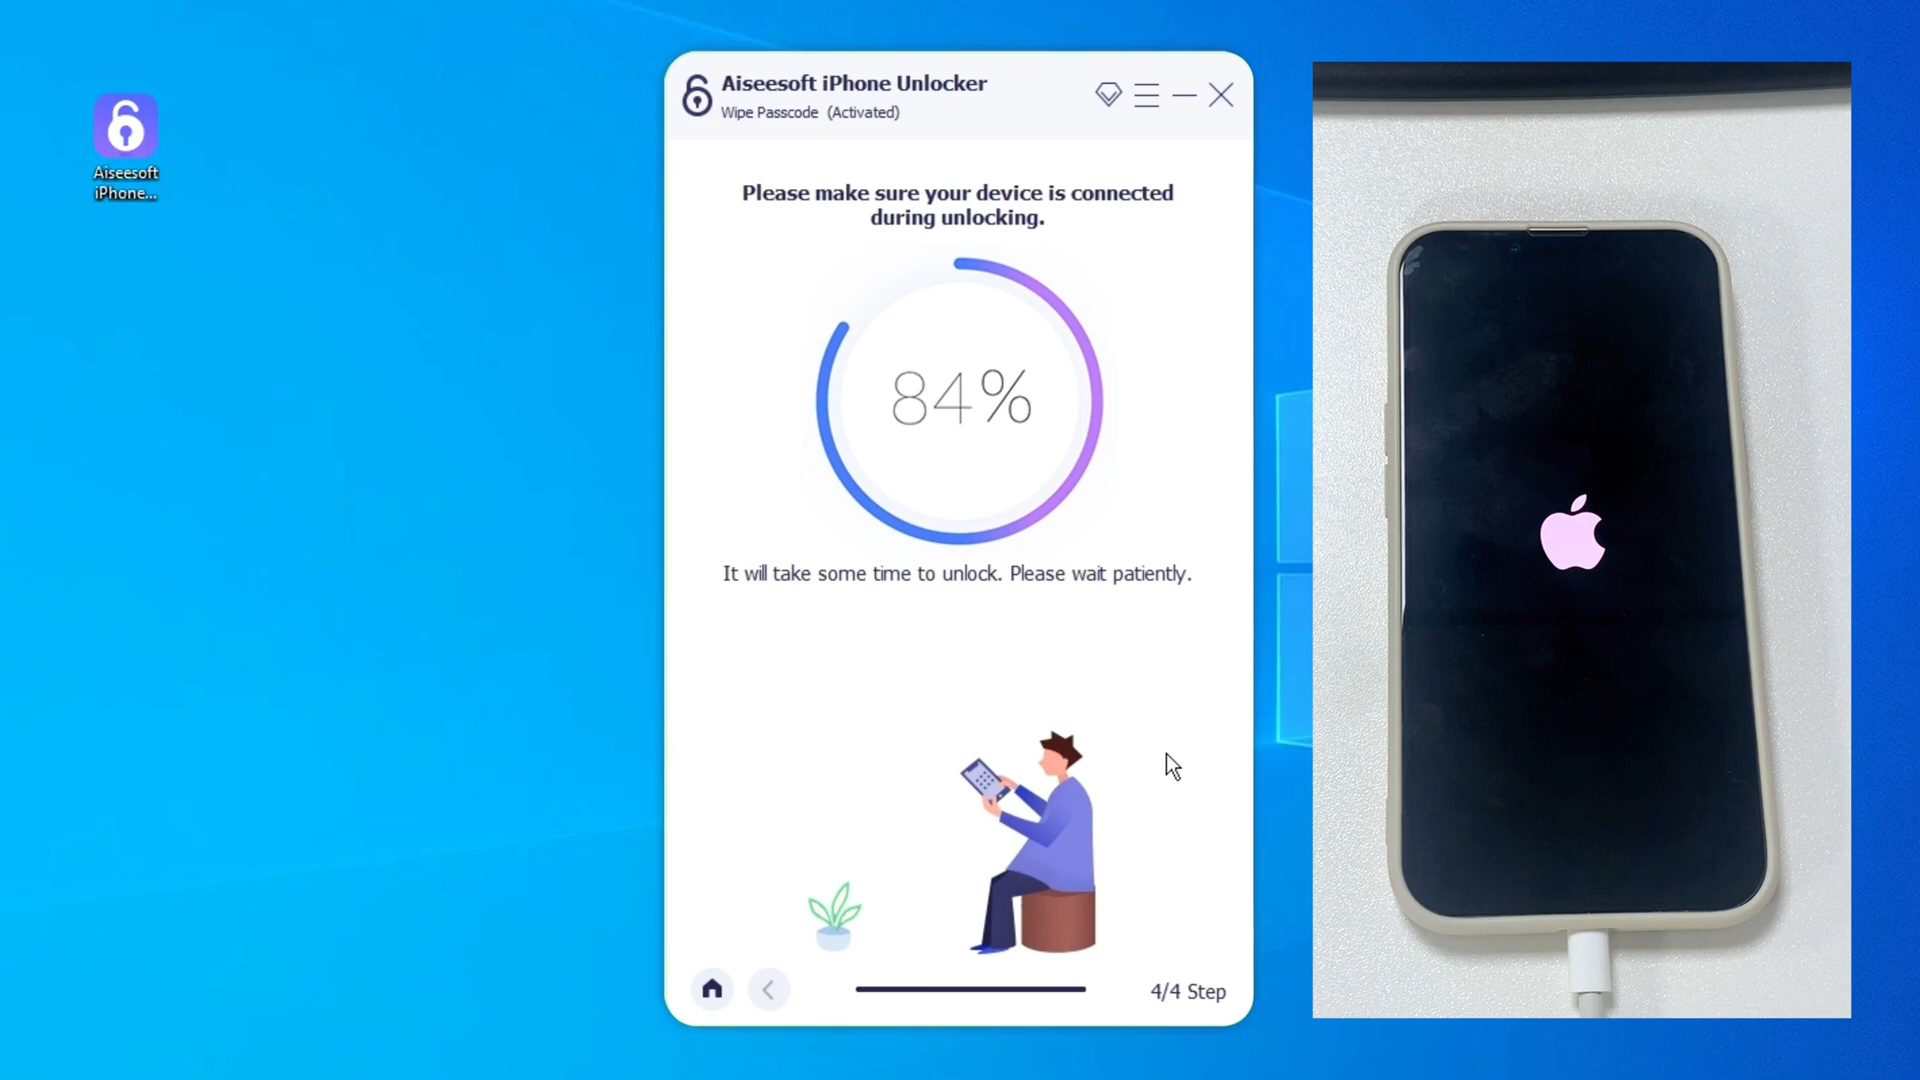 Aiseesoft
iPhone...
Aiseesoft iPhone Unlocker
Wipe Passcode (Activated)
Please make sure your device is connected
during unlocking.
84%
It will take some time to unlock. Please wait patiently.
4/4 Step